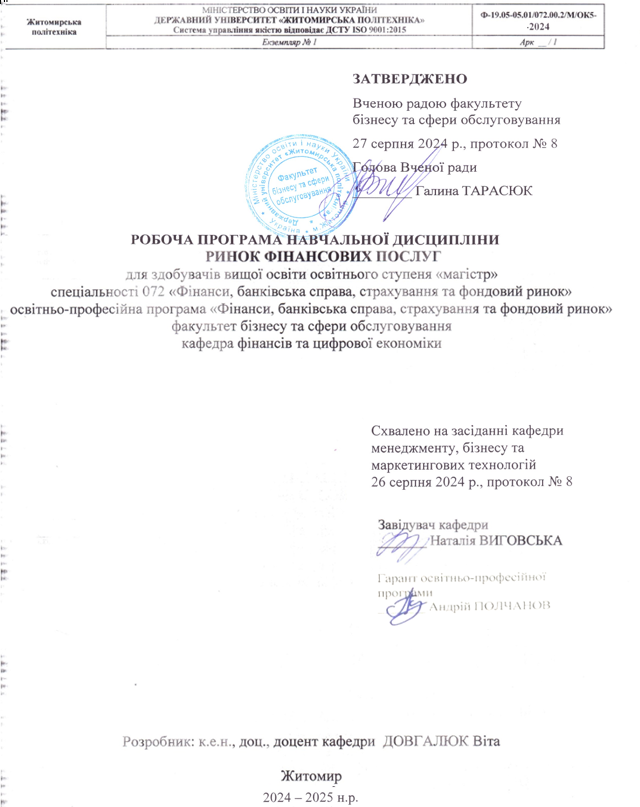 Житомирська
політехніка
МІНІСТЕРСТВО ОСВІТИ І НАУКИ УКРАЇНИ
ДЕРЖАВНИЙ УНІВЕРСИТЕТ «ЖИТОМИРСЬКА ПОЛІТЕХНІКА»
Система управління якістю відповідає ДСТУ ISO 9001:2015
Ф-19.05-05.01/072.00.2/М/ОК5-
-2024
Екземпляр № 1
Арк __ / 1
ЗАТВЕРДЖЕНО
Вченою радою факультету
бізнесу та сфери обслуговування
27 серпня 2024 р., протокол № 8
Голова Вченої ради
Галина ТАРАСЮК
Міністерство освіти і науки України
Факультет
бізнесу та сфери
обслуговування
РОБОЧА ПРОГРАМА НАВЧАЛЬНОЇ ДИСЦИПЛІНИ
РИНОК ФІНАНСОВИХ ПОСЛУГ
для здобувачів вищої освіти освітнього ступеня «магістр»
спеціальності 072 «Фінанси, банківська справа, страхування та фондовий ринок»
освітньо-професійна програма «Фінанси, банківська справа, страхування та фондовий ринок»
факультет бізнесу та сфери обслуговування
кафедра фінансів та цифрової економіки
Схвалено на засіданні кафедри
менеджменту, бізнесу та
маркетингових технологій
26 серпня 2024 р., протокол № 8
Завідувач кафедри
Наталія ВИГОВСЬКА
Гарант освітньо-професійної
програми
Андрій ПОЛЧАНОВ
Розробник: к.е.н., доц., доцент кафедри ДОВГАЛЮК Віта
Житомир
2024 – 2025 н.р.